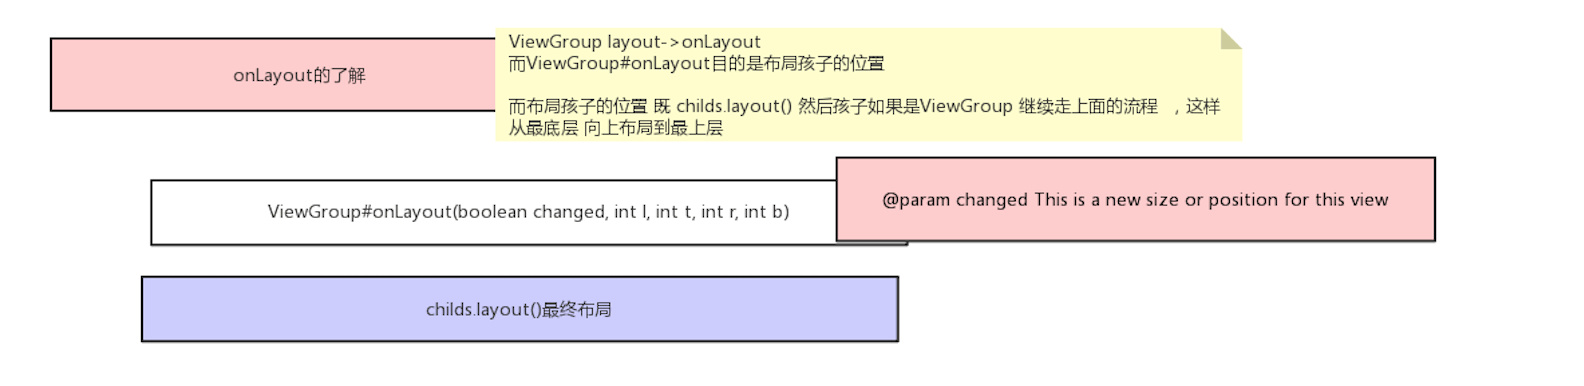 onLayout的了解
ViewGroup layout->onLayout
而ViewGroup#onLayout目的是布局孩子的位置
而布局孩子的位置 既 childs.layout() 然后孩子如果是ViewGroup 继续走上面的流程 ，这样
从最底层 向上布局到最上层
ViewGroup#onLayout(boolean changed, int l, int t, int r, int b)
@param changed This is a new size or position for this view
childs.layout()最终布局